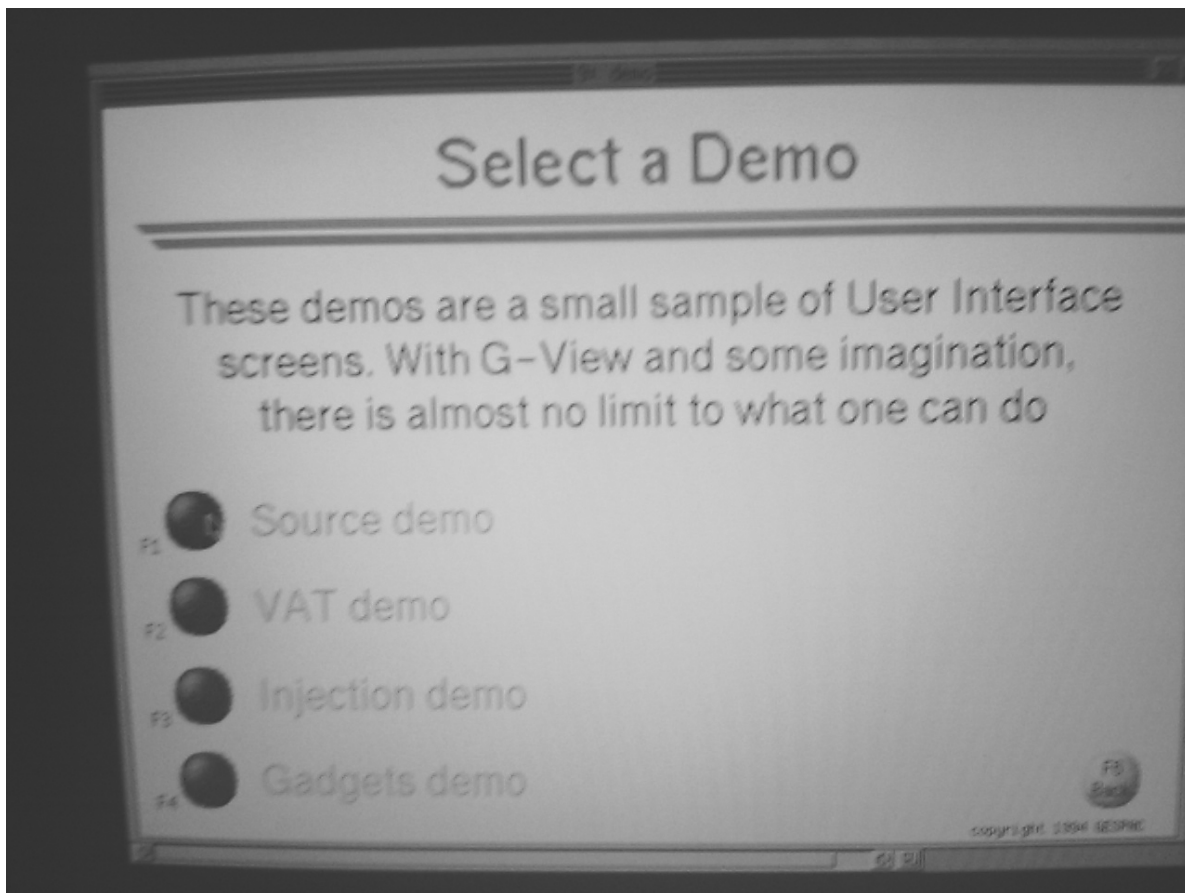 Select a Demo
These demos are a small sample of User Interface
screens. With G-View and some imagination,
there is almost no limit to what one can do
F1 Source demo
F2 VAT demo
F3 Injection demo
F4 Gadgets demo
Back
copyright 1994